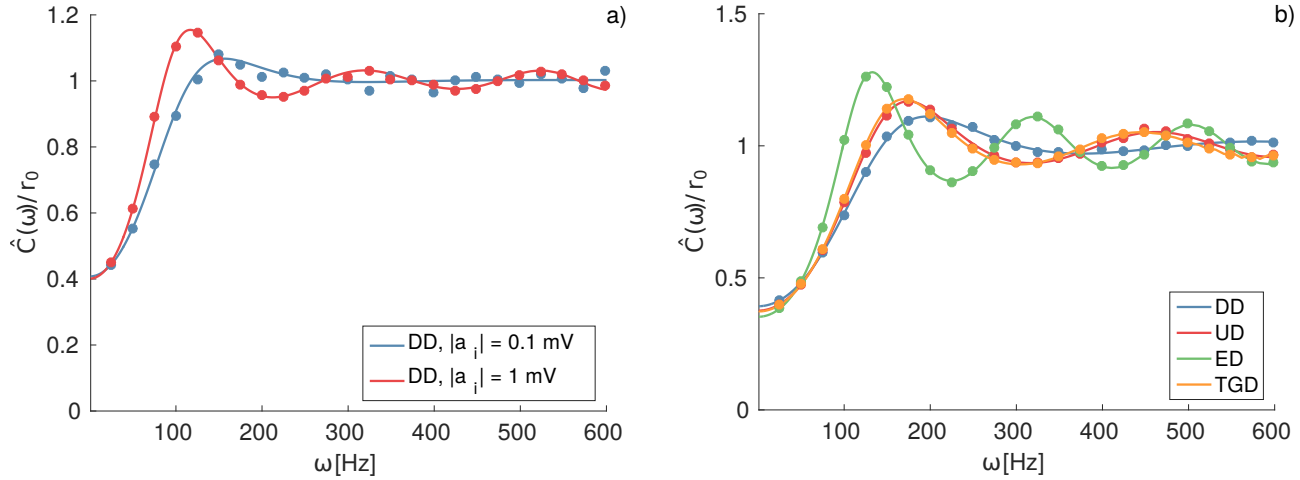 a)
Ĉ(ω)/ r0
1.2
1
0.8
0.6
0.4
0.2
0
100 200 300 400 500 600
ω[Hz]
DD, |a i| = 0.1 mV
DD, |a i| = 1 mV
b)
Ĉ(ω)/ r0
1.5
1
0.5
0
100 200 300 400 500 600
ω[Hz]
DD
UD
ED
TGD